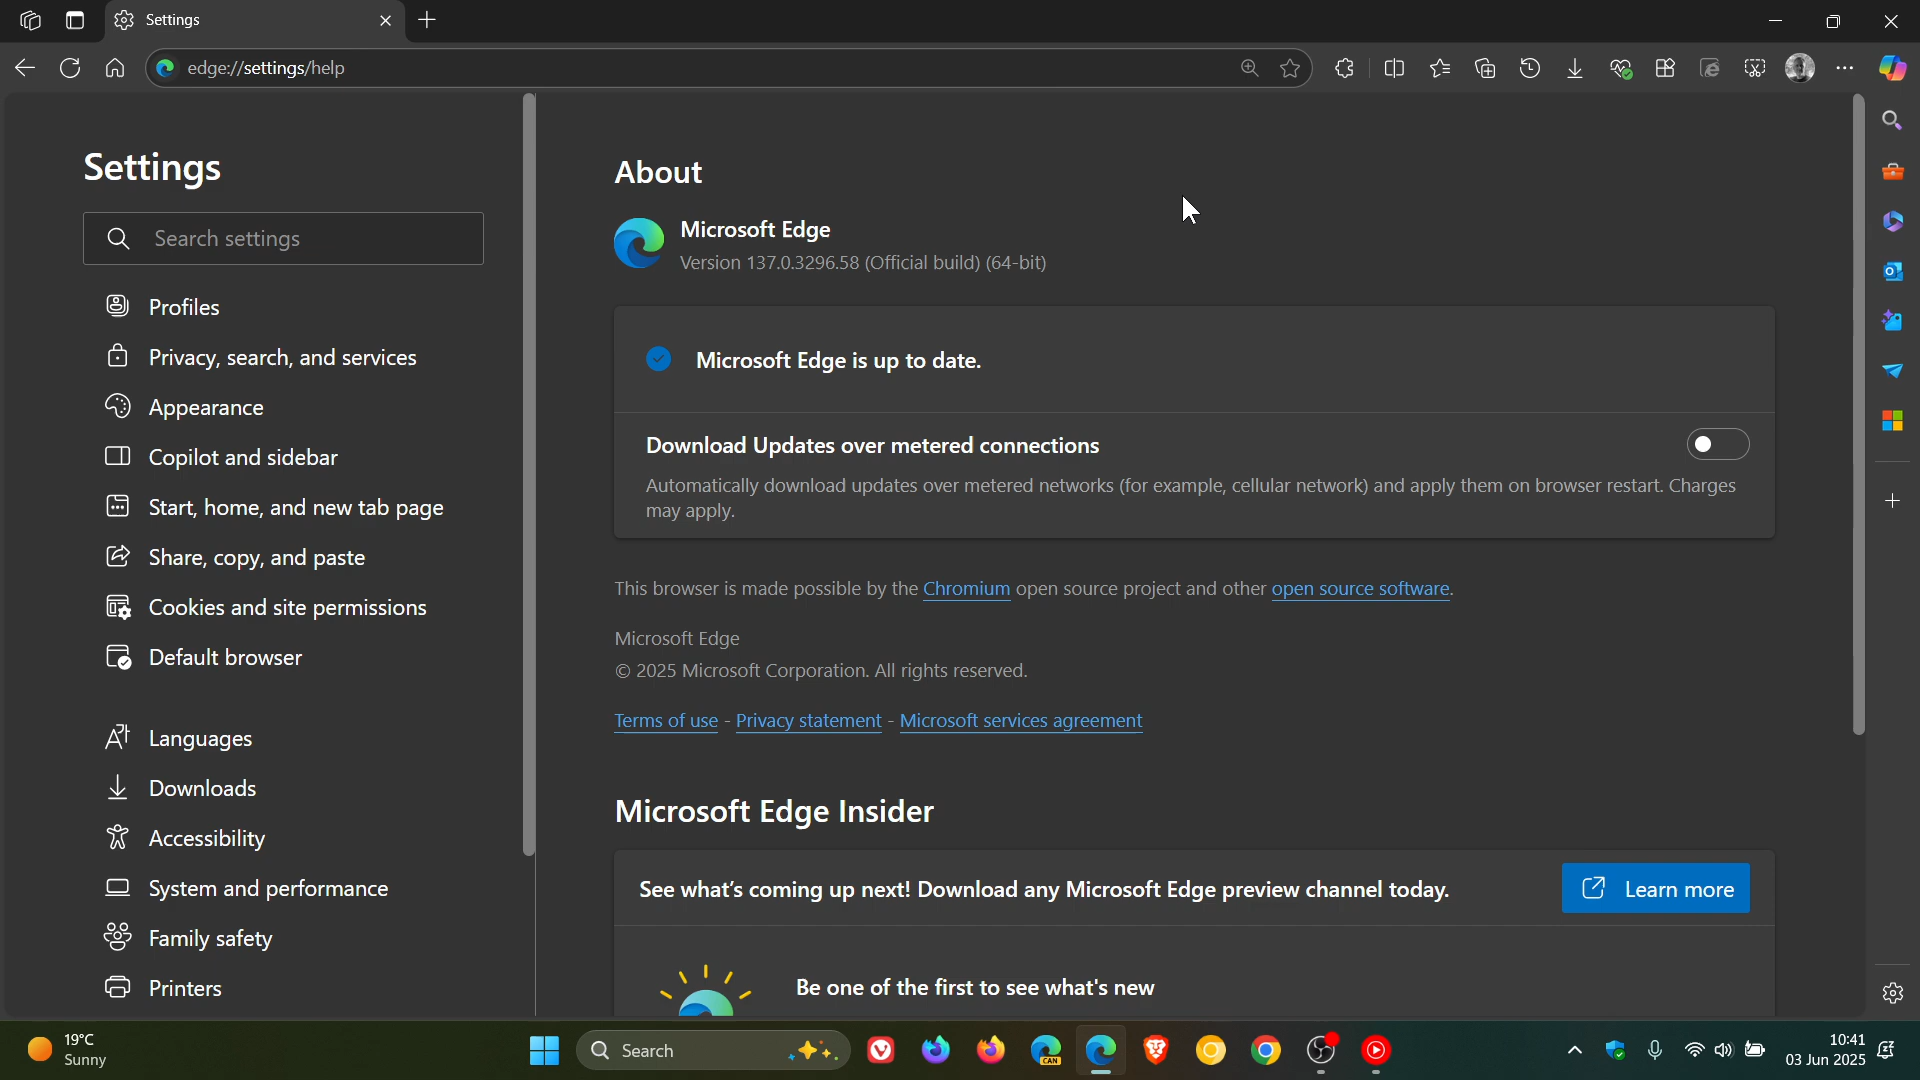 Settings
edge://settings/help
Settings
Search settings
Profiles
Privacy, search, and services
Appearance
Copilot and sidebar
Start, home, and new tab page
Share, copy, and paste
Cookies and site permissions
Default browser
Languages
Downloads
Accessibility
System and performance
Family safety
Printers
About
Microsoft Edge
Version 137.0.3296.58 (Official build) (64-bit)
Microsoft Edge is up to date.
Download Updates over metered connections
Automatically download updates over metered networks (for example, cellular network) and apply them on browser restart. Charges
may apply.
This browser is made possible by the Chromium open source project and other open source software.
Microsoft Edge
© 2025 Microsoft Corporation. All rights reserved.
Terms of use - Privacy statement - Microsoft services agreement
Microsoft Edge Insider
See what's coming up next! Download any Microsoft Edge preview channel today.
Learn more
Be one of the first to see what's new
19°C
Sunny
Search
CAN
10:41
03 Jun 2025